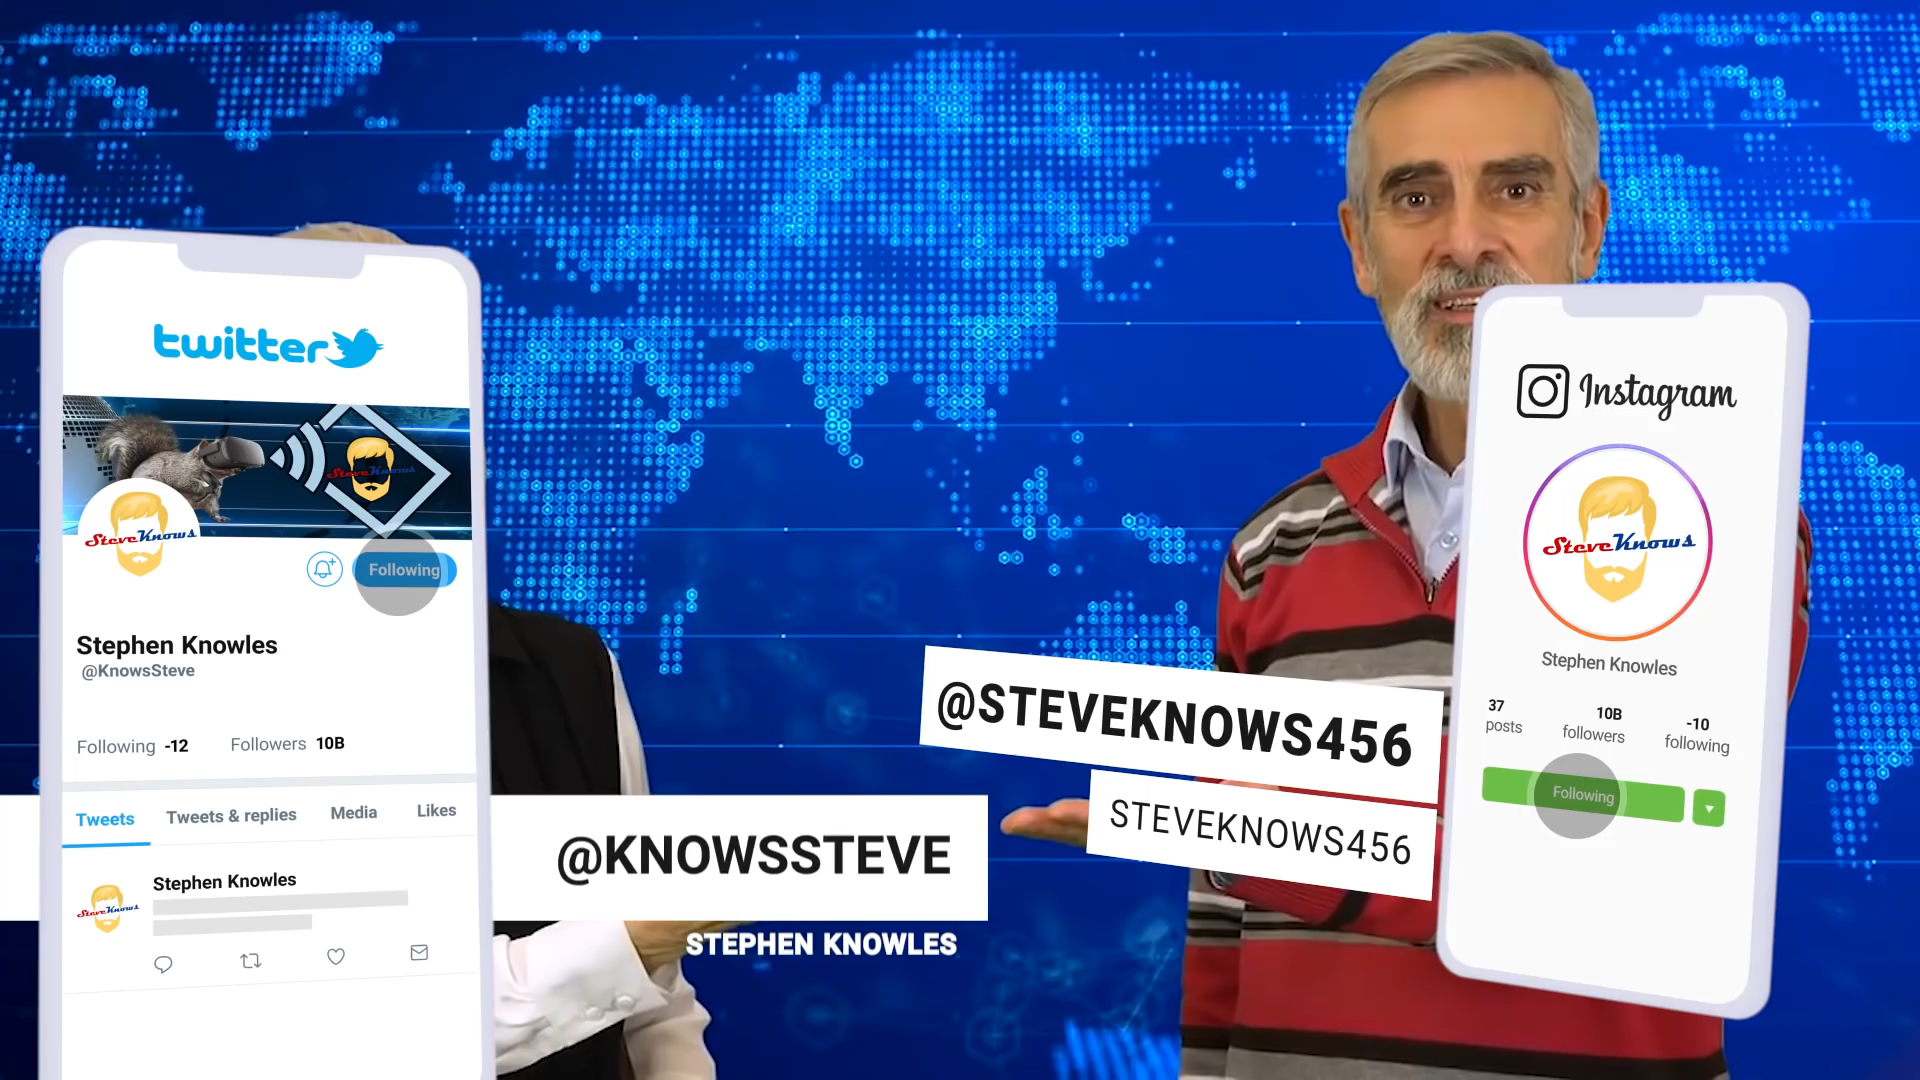 twitter
SteveKnows
SteveKnows
Following
Stephen Knowles
@KnowsSteve
Following -12 Followers 10B
Tweets Tweets & replies Media Likes
Stephen Knowles
SteveKnows
@KNOWSSTEVE
STEPHEN KNOWLES
@STEVEKNOWS456
STEVEKNOWS456
Instagram
SteveKnows
Stephen Knowles
37 posts
10B followers
-10 following
Following